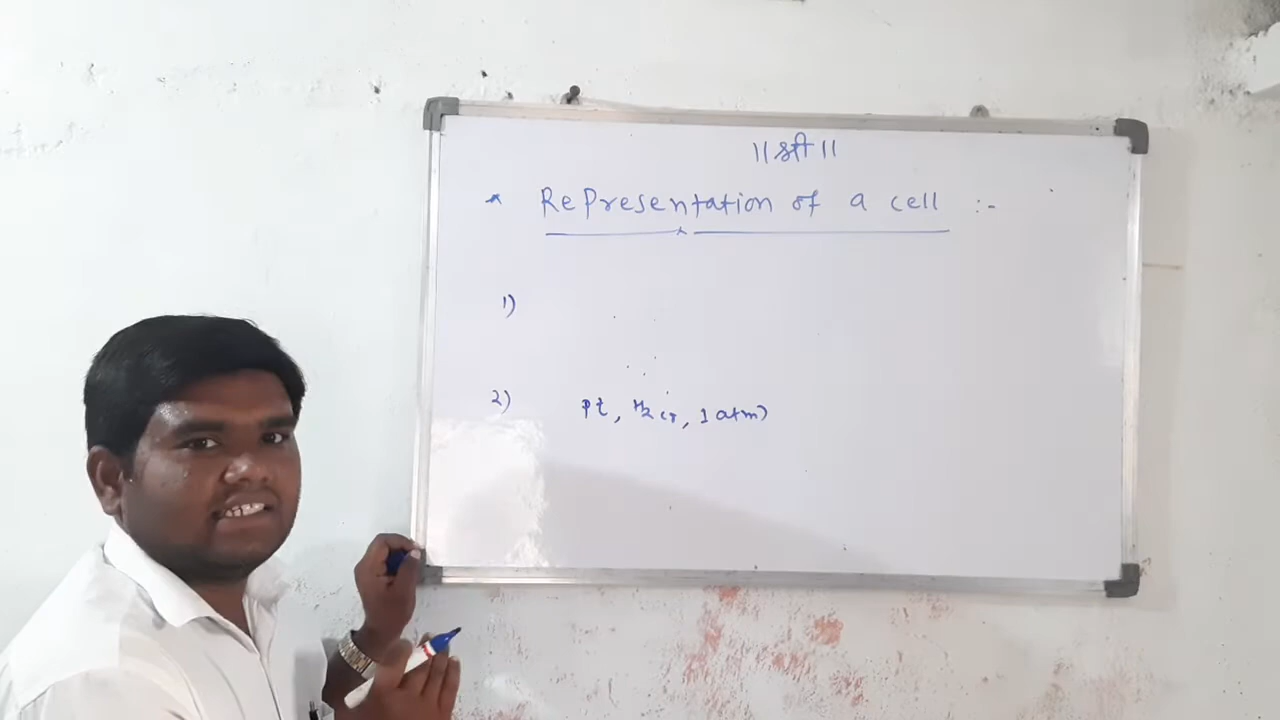 ॥ श्री ॥
* Representation of a cell :-
1)
2) Pt, H2 (g, 1 atm)